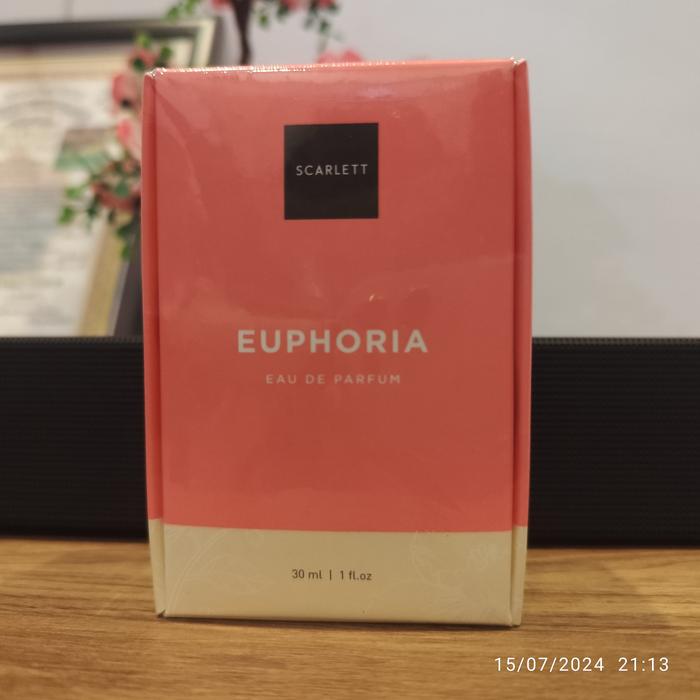 SCARLETT
EUPHORIA
EAU DE PARFUM
30 ml | 1 fl.oz
15/07/2024 21:13